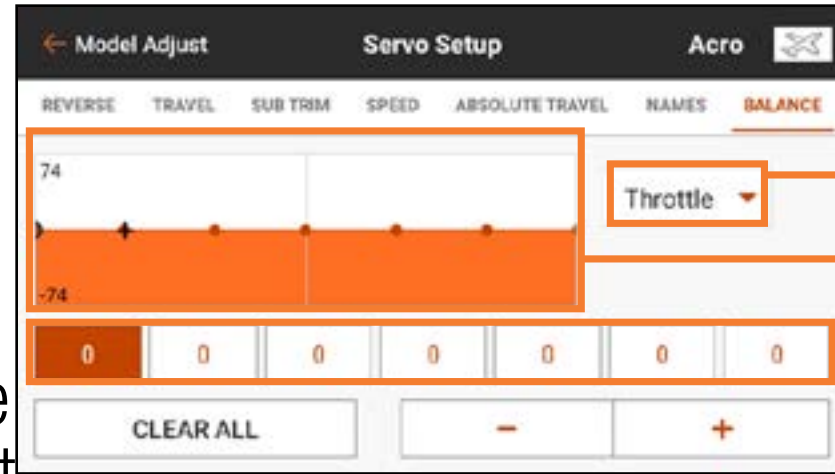 ← Model Adjust Servo Setup Acro
REVERSE TRAVEL SUB TRIM SPEED ABSOLUTE TRAVEL NAMES BALANCE
74
Throttle
-74
0 0 0 0 0 0 0
e
CLEAR ALL - +